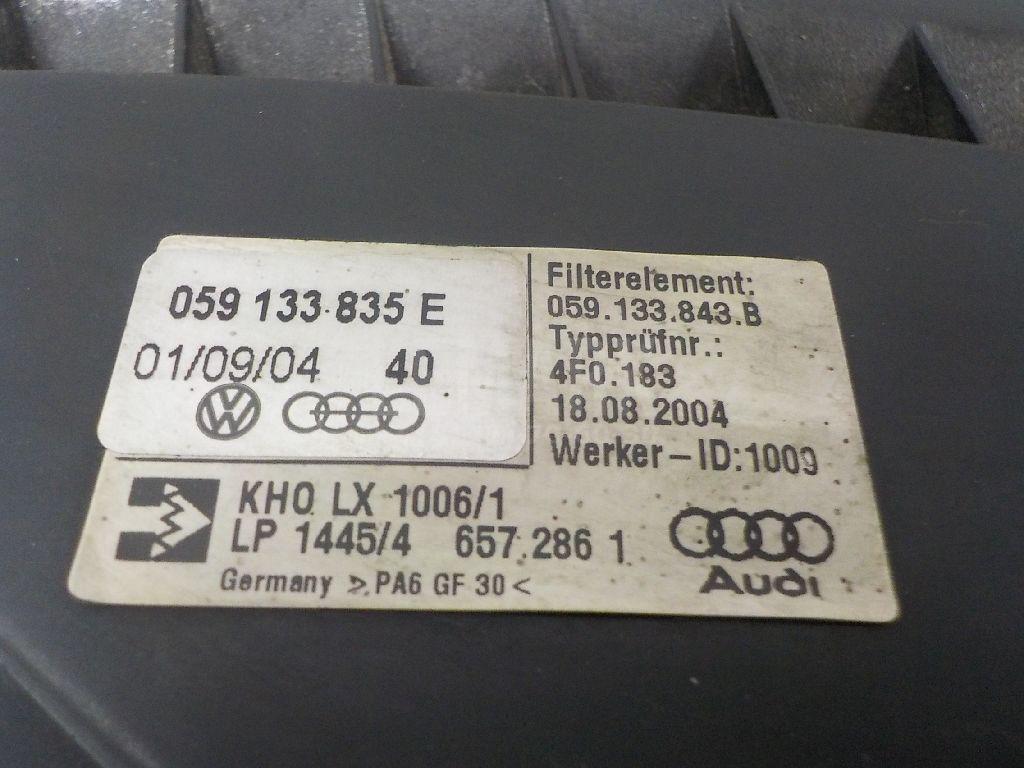 059 133 835 E
01/09/04 40
Filterelement:
059.133.843.B
Typprüfnr.:
4F0.183
18.08.2004
Werker-ID:1009
KHO LX 1006/1
LP 1445/4 657.286 1
Germany >.PA6 GF 30<
Audi